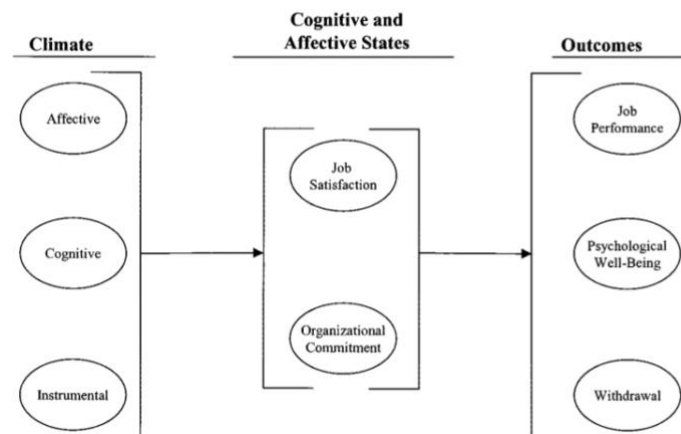 Climate
Cognitive and
Affective States
Outcomes
Affective
Cognitive
Instrumental
Job
Satisfaction
Organizational
Commitment
Job
Performance
Psychological
Well-Being
Withdrawal